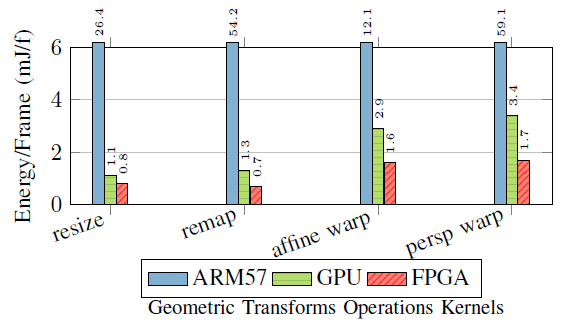 26.4
54.2
12.1
59.1
Energy/Frame (mJ/f)
6
4
2
0
1.1
0.8
1.3
0.7
2.9
1.6
3.4
1.7
resize
remap
affine warp
persp warp
ARM57 GPU FPGA
Geometric Transforms Operations Kernels